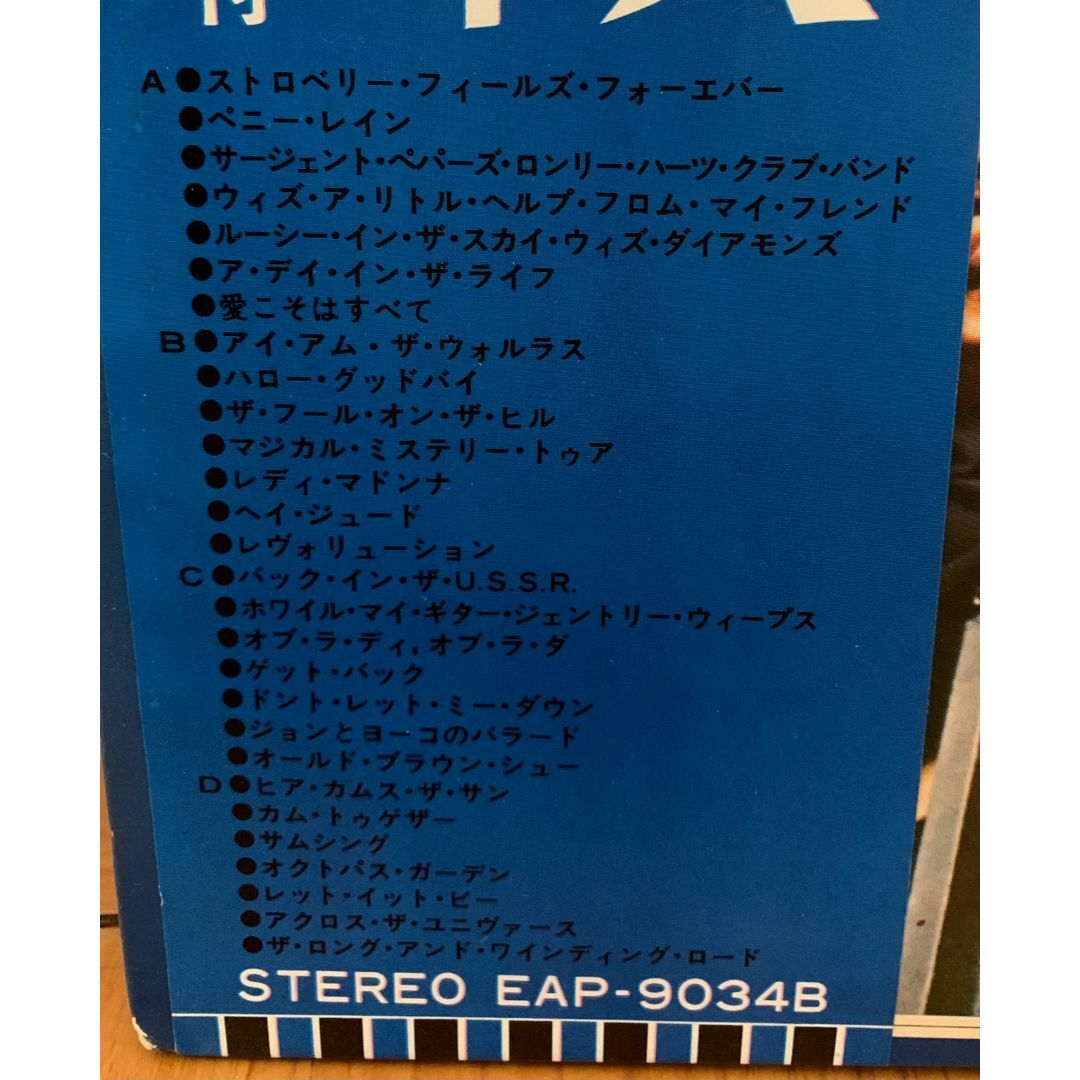 付
A●ストロベリー・フィールズ・フォーエバー
●ペニー・レイン
●サージェント・ペパーズ・ロンリー・ハーツ・クラブ・バンド
●ウィズ・ア・リトル・ヘルプ・フロム・マイ・フレンド
●ルーシー・イン・ザ・スカイ・ウィズ・ダイアモンズ
●ア・デイ・イン・ザ・ライフ
●愛こそはすべて
B●アイ・アム・ザ・ウォルラス
●ハロー・グッドバイ
●ザ・フール・オン・ザ・ヒル
●マジカル・ミステリー・トゥア
●レディ・マドンナ
●ヘイ・ジュード
●レヴォリューション
C●バック・イン・ザ・U.S.S.R.
●ホワイル・マイ・ギター・ジェントリー・ウィープス
●オブ・ラ・ディ,オブ・ラ・ダ
●ゲット・バック
●ドント・レット・ミー・ダウン
●ジョンとヨーコのバラード
●オールド・ブラウン・シュー
D●ヒア・カムス・ザ・サン
●カム・トゥゲザー
●サムシング
●オクトパス・ガーデン
●レット・イット・ビー
●アクロス・ザ・ユニヴァース
●ザ・ロング・アンド・ワインディング・ロード
STEREO EAP-9034B